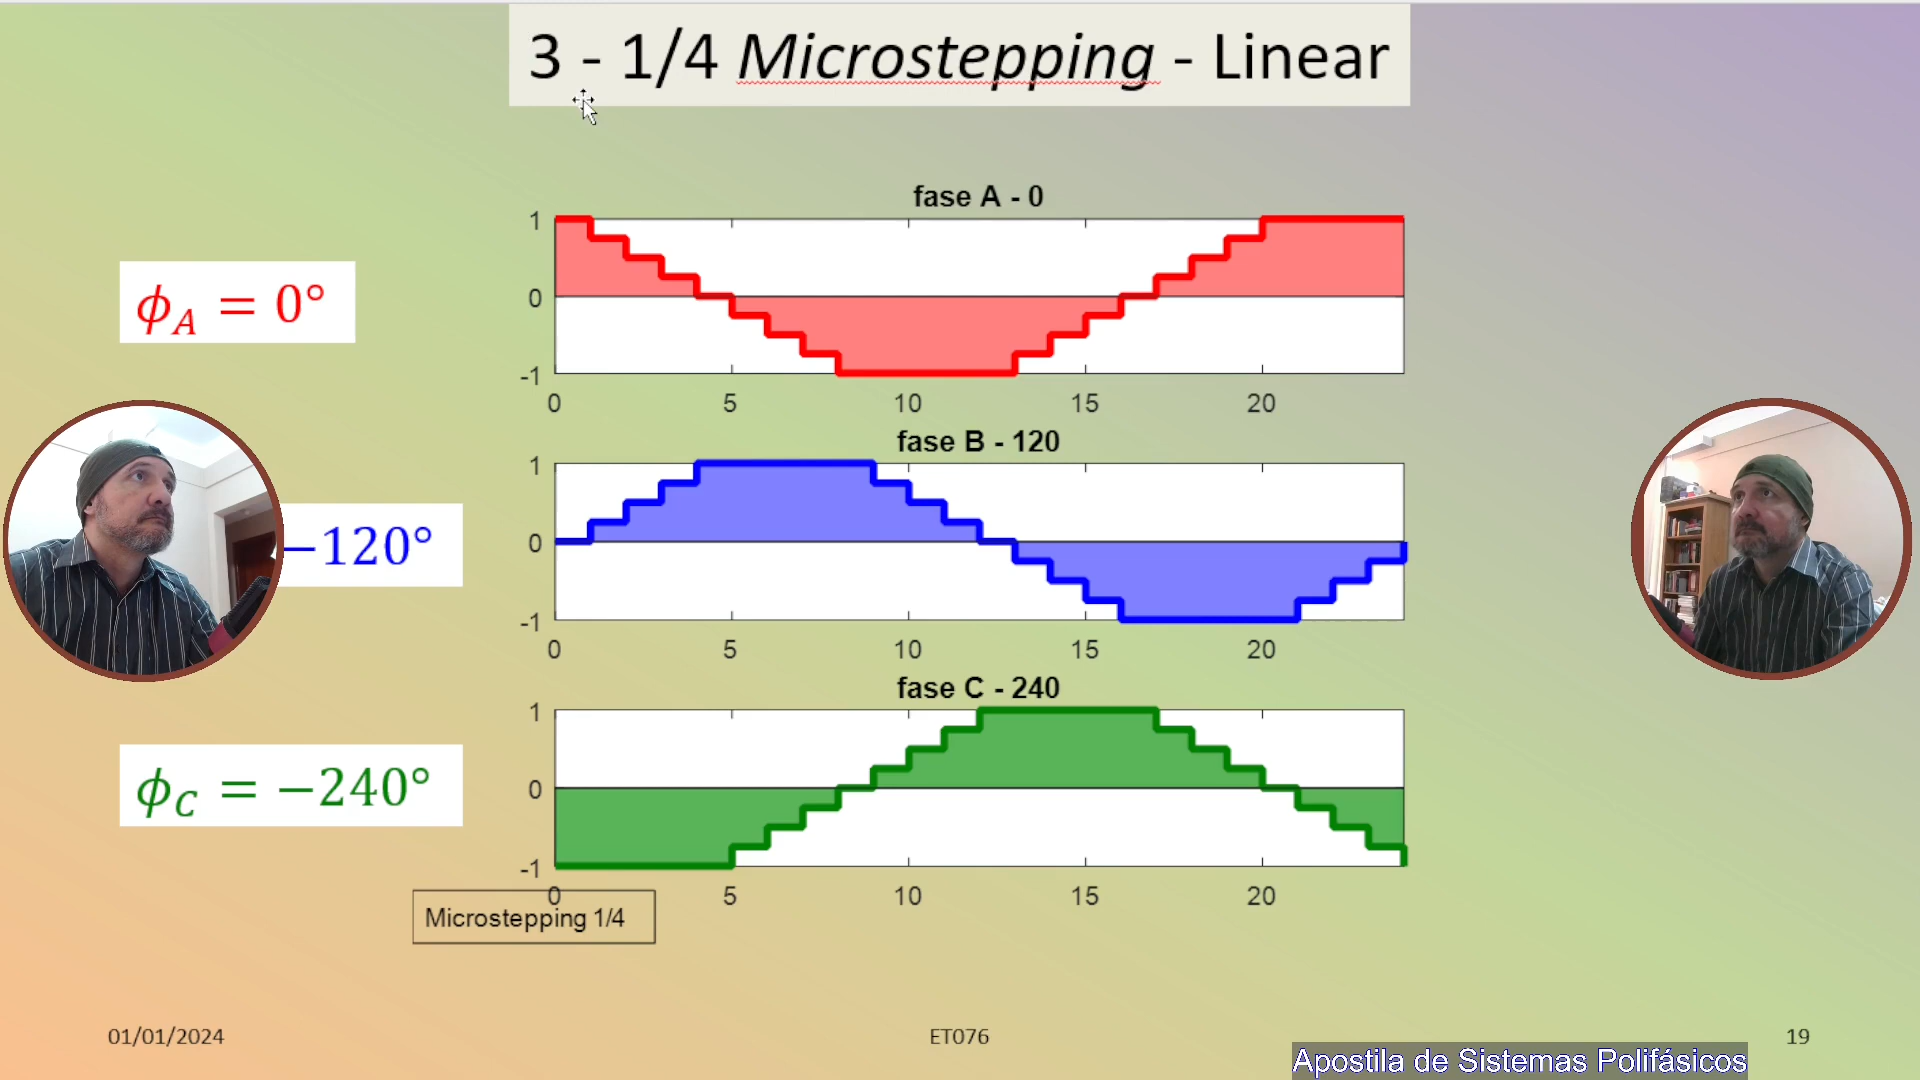 3 - 1/4 Microstepping - Linear
fase A - 0
1
0
-1
0 5 10 15 20
ϕA = 0°
fase B - 120
1
0
-1
0 5 10 15 20
−120°
fase C - 240
1
0
-1
0 5 10 15 20
ϕC = −240°
Microstepping 1/4
01/01/2024 ET076 19
Apostila de Sistemas Polifásicos